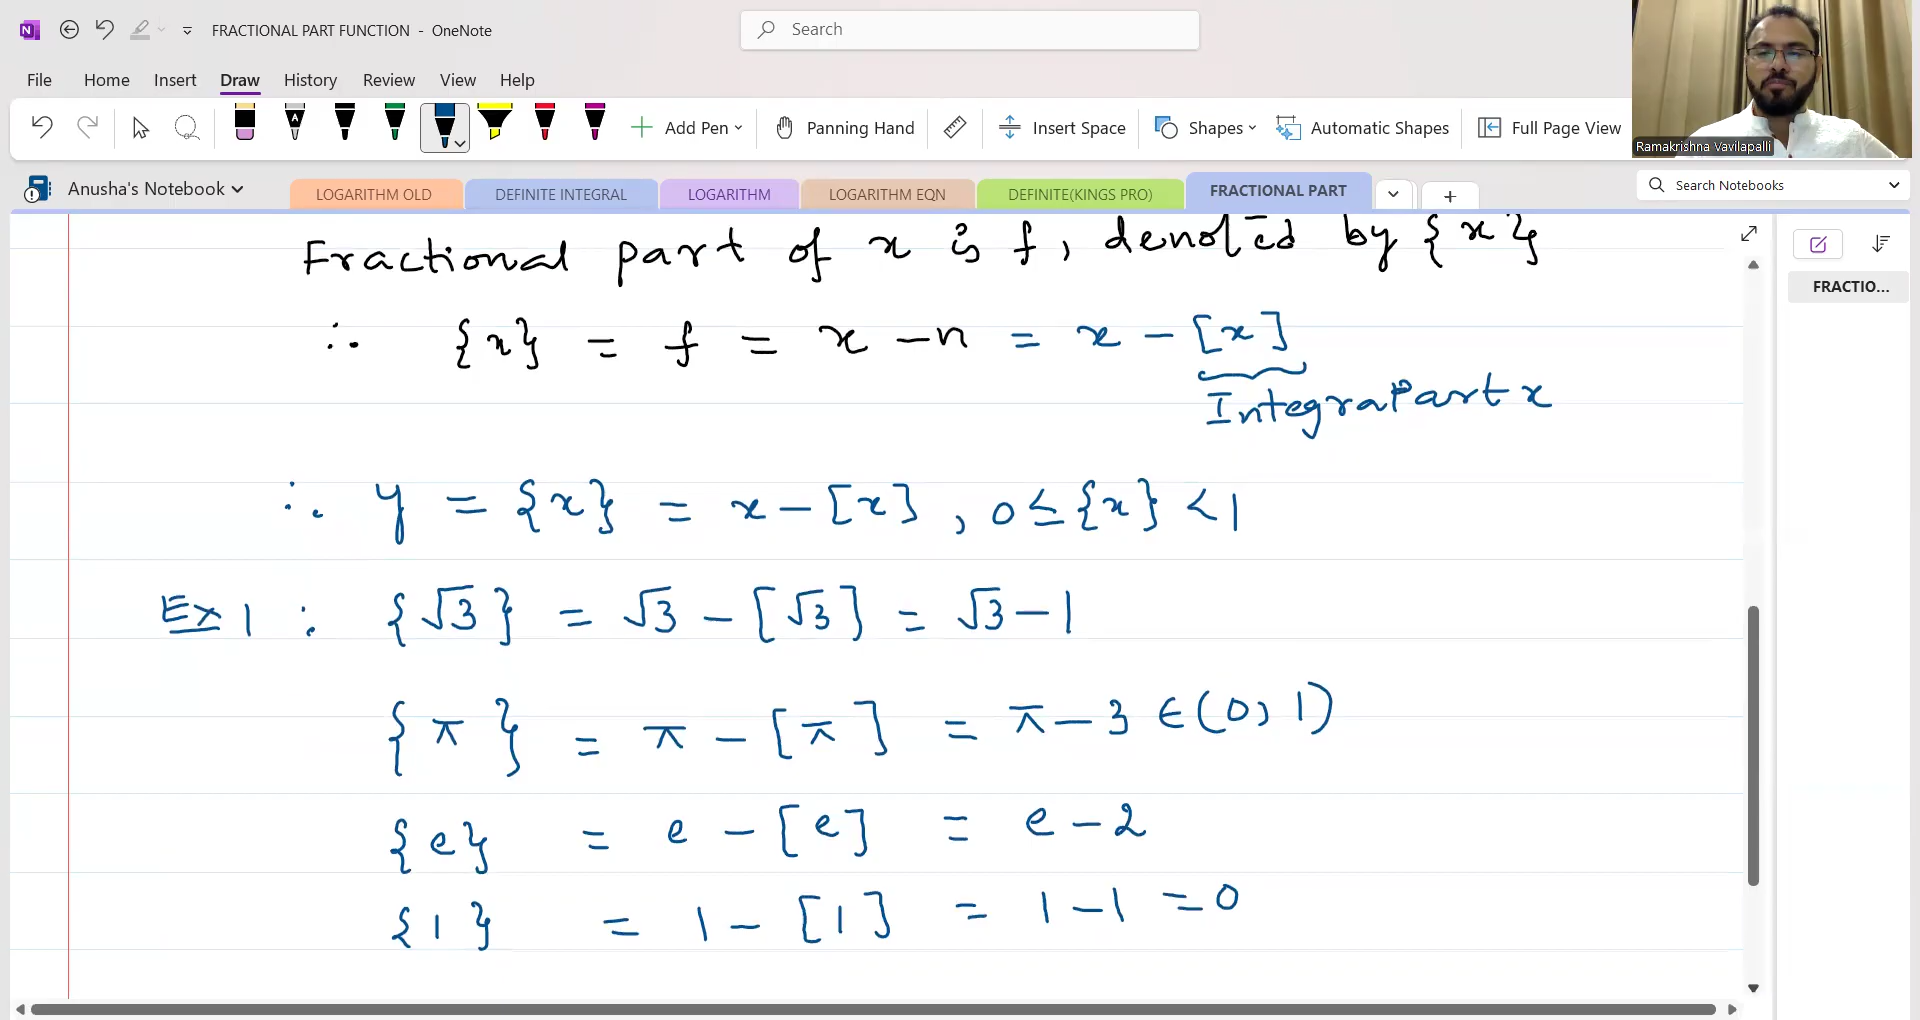 FRACTIONAL PART FUNCTION - OneNote
Search
File Home Insert Draw History Review View Help
Add Pen Panning Hand Insert Space Shapes Automatic Shapes Full Page View
Ramakrishna Vavilapalli
Anusha's Notebook LOGARITHM OLD DEFINITE INTEGRAL LOGARITHM LOGARITHM EQN DEFINITE(KINGS PRO) FRACTIONAL PART + Search Notebooks
FRACTIO...
Fractional part of x is f, denoted by {x}
∴ {x} = f = x - n = x - [x]
IntegraPart x
∴ y = {x} = x - [x], 0 ≤ {x} < 1
Ex 1 : {√3} = √3 - [√3] = √3 - 1
{π} = π - [π] = π - 3 ∈ (0, 1)
{e} = e - [e] = e - 2
{1} = 1 - [1] = 1 - 1 = 0